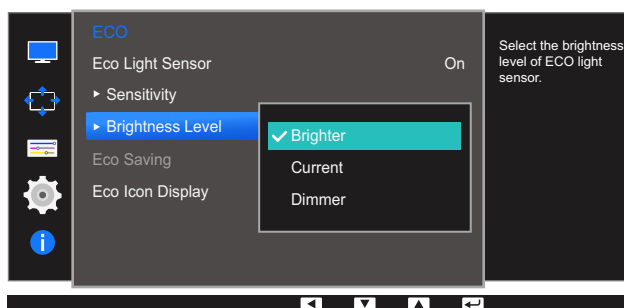 ECO
Eco Light Sensor On
▸ Sensitivity
▸ Brightness Level
Eco Saving
Eco Icon Display
Brighter
Current
Dimmer
Select the brightness
level of ECO light
sensor.